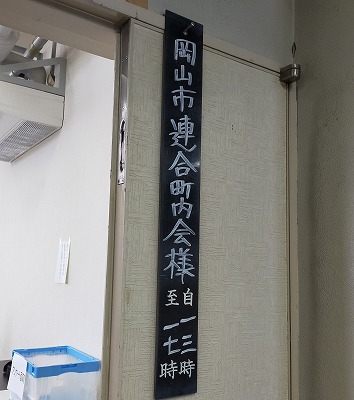 岡山市連合町内会様
自一三時
至一七時